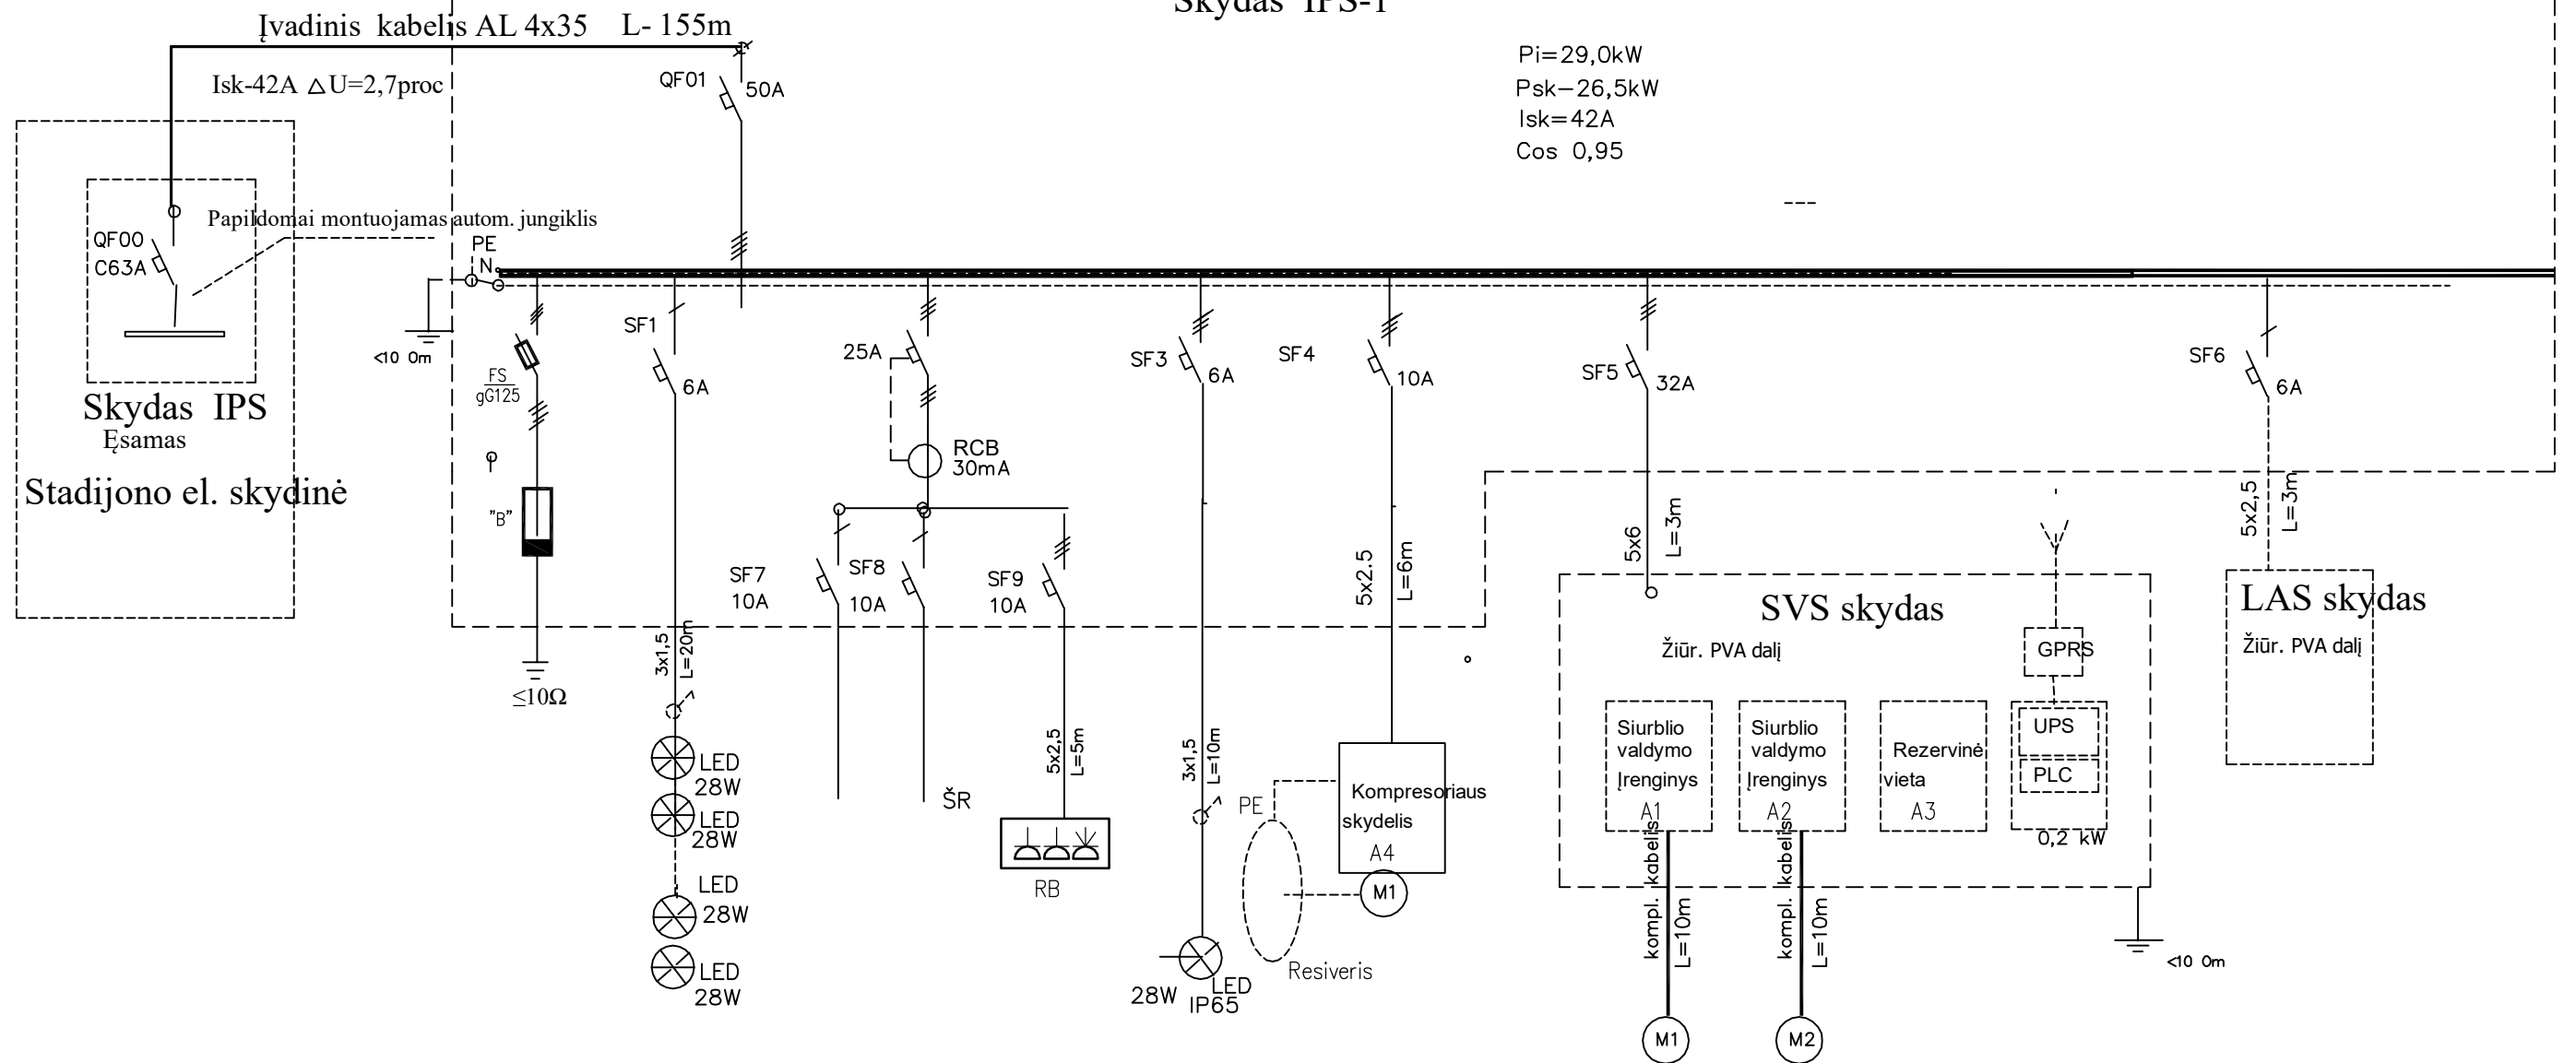 Skydas IPS-1
Įvadinis kabelis AL 4x35 L- 155m
Isk-42A △U=2,7proc
QF01
50A
Pi=29,0kW
Psk-26,5kW
Isk=42A
Cos 0,95
Papildomai montuojamas autom. jungiklis
QF00
C63A
Skydas IPS
Ęsamas
Stadijono el. skydinė
PE
N
<10 Om
FS
gG125
"B"
≤10Ω
SF1
6A
3x1,5
L=20m
LED
28W
LED
28W
LED
28W
LED
28W
25A
RCB
30mA
SF7
10A
SF8
10A
SF9
10A
ŠR
5x2,5
L=5m
RB
SF3
6A
3x1,5
L=10m
28W
LED
IP65
SF4
10A
5x2.5
L=6m
PE
Kompresoriaus
skydelis
A4
M1
Resiveris
SF5
32A
5x6
L=3m
SVS skydas
Žiūr. PVA dalį
GPRS
Siurblio
valdymo
Įrenginys
A1
Siurblio
valdymo
Įrenginys
A2
Rezervinė
vieta
A3
UPS
PLC
0,2 kW
kompl. kabelis
L=10m
kompl. kabelis
L=10m
M1
M2
<10 Om
SF6
6A
5x2,5
L=3m
LAS skydas
Žiūr. PVA dalį